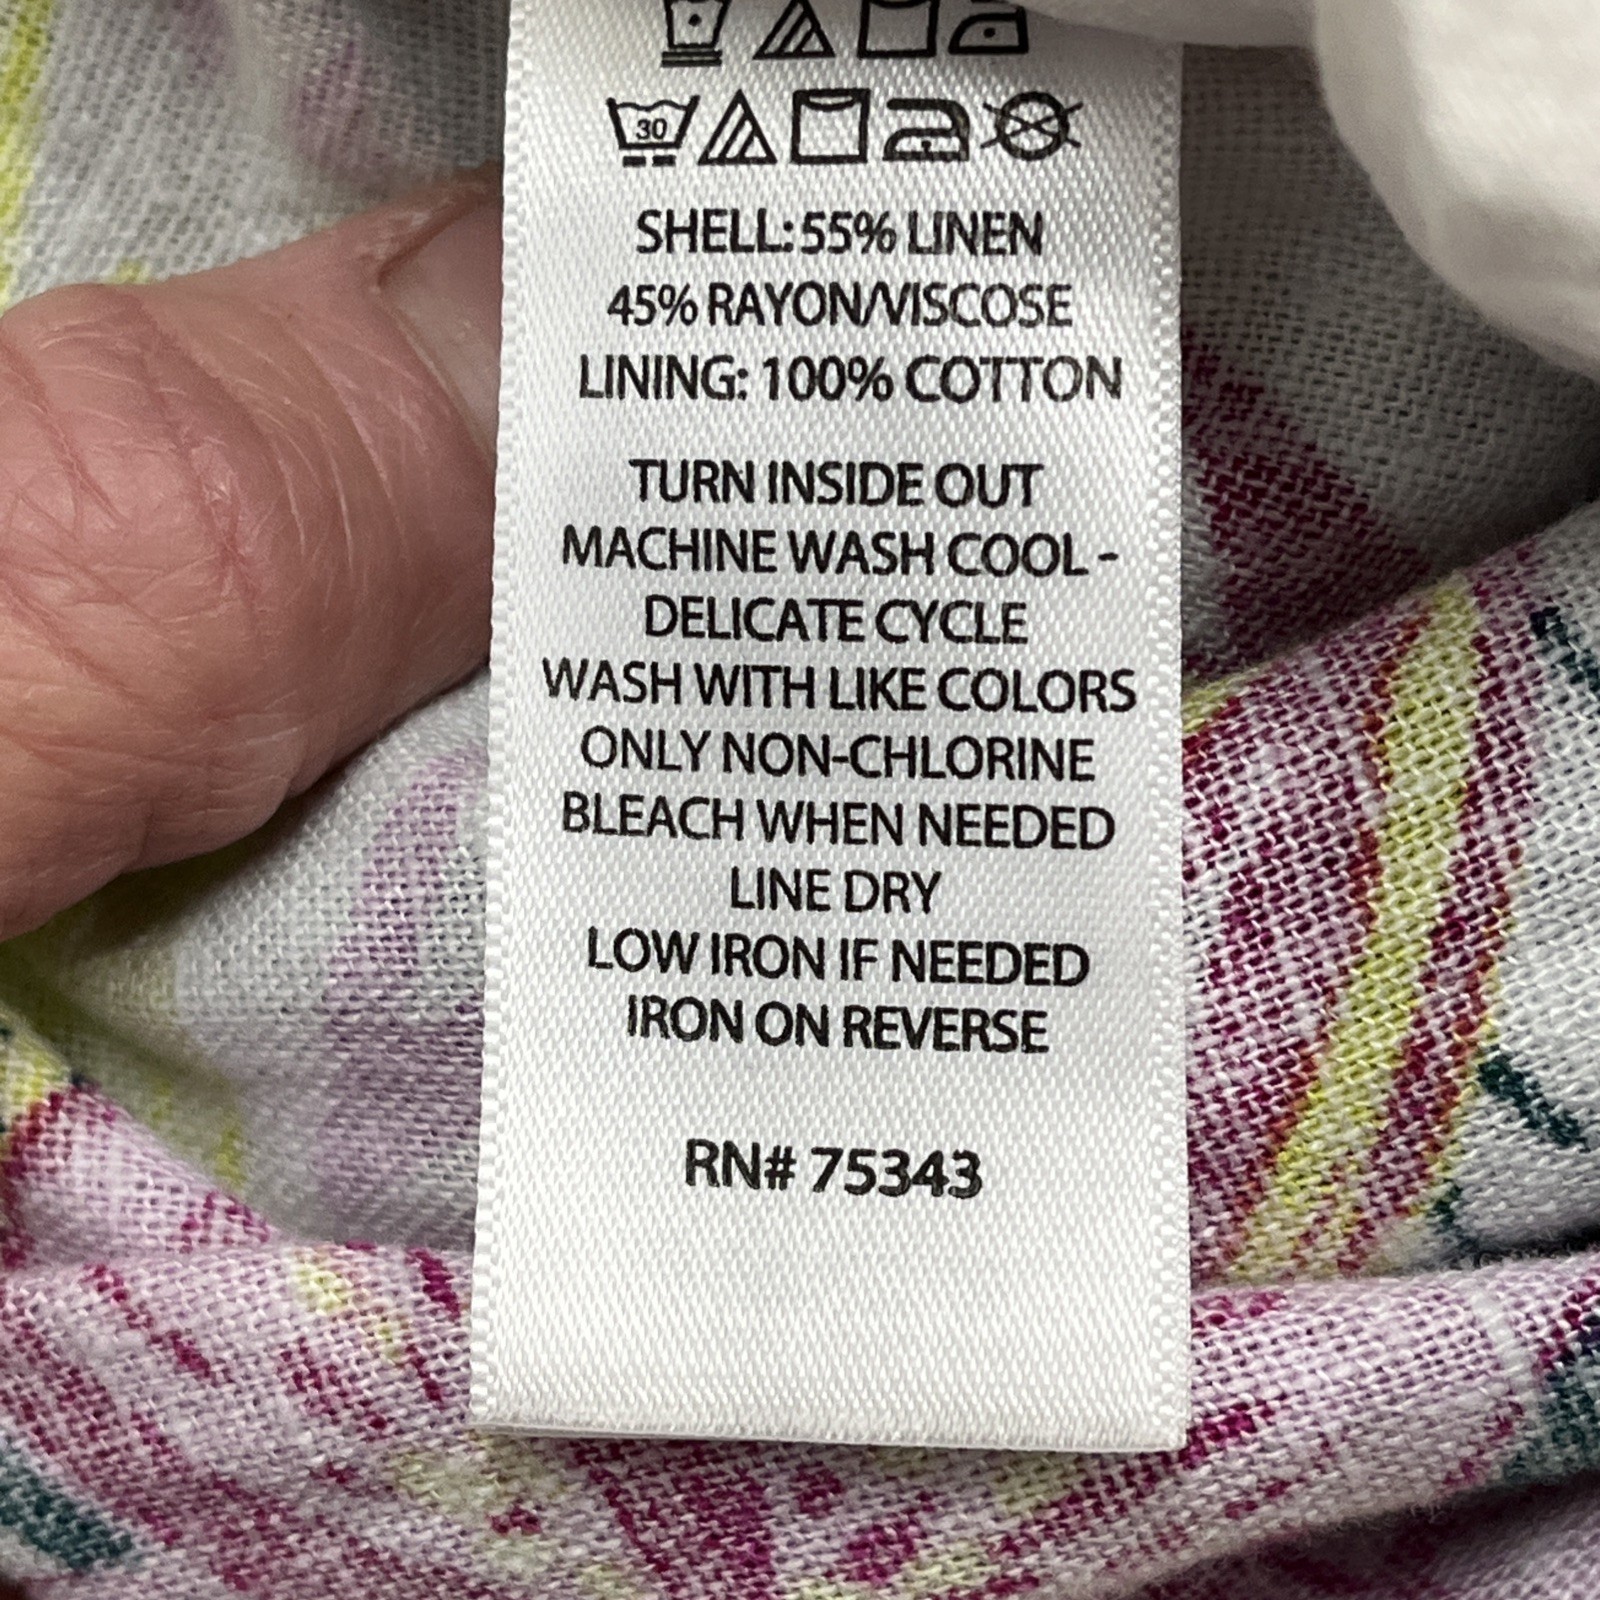 30
SHELL: 55% LINEN
45% RAYON/VISCOSE
LINING: 100% COTTON
TURN INSIDE OUT
MACHINE WASH COOL -
DELICATE CYCLE
WASH WITH LIKE COLORS
ONLY NON-CHLORINE
BLEACH WHEN NEEDED
LINE DRY
LOW IRON IF NEEDED
IRON ON REVERSE
RN# 75343